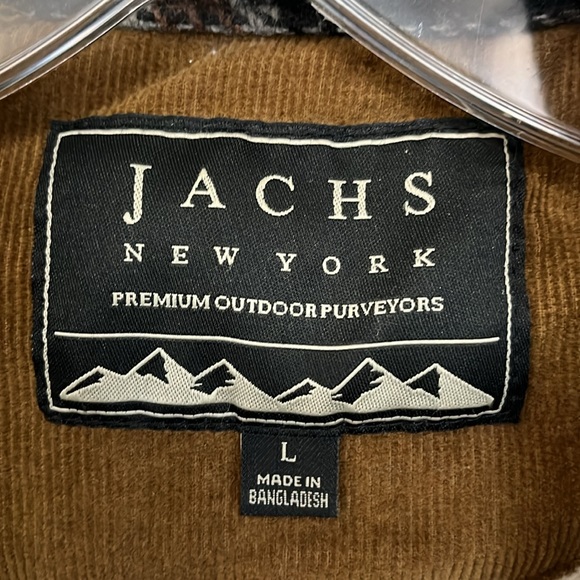 JACHS
NEW YORK
PREMIUM OUTDOOR PURVEYORS
L
MADE IN
BANGLADESH